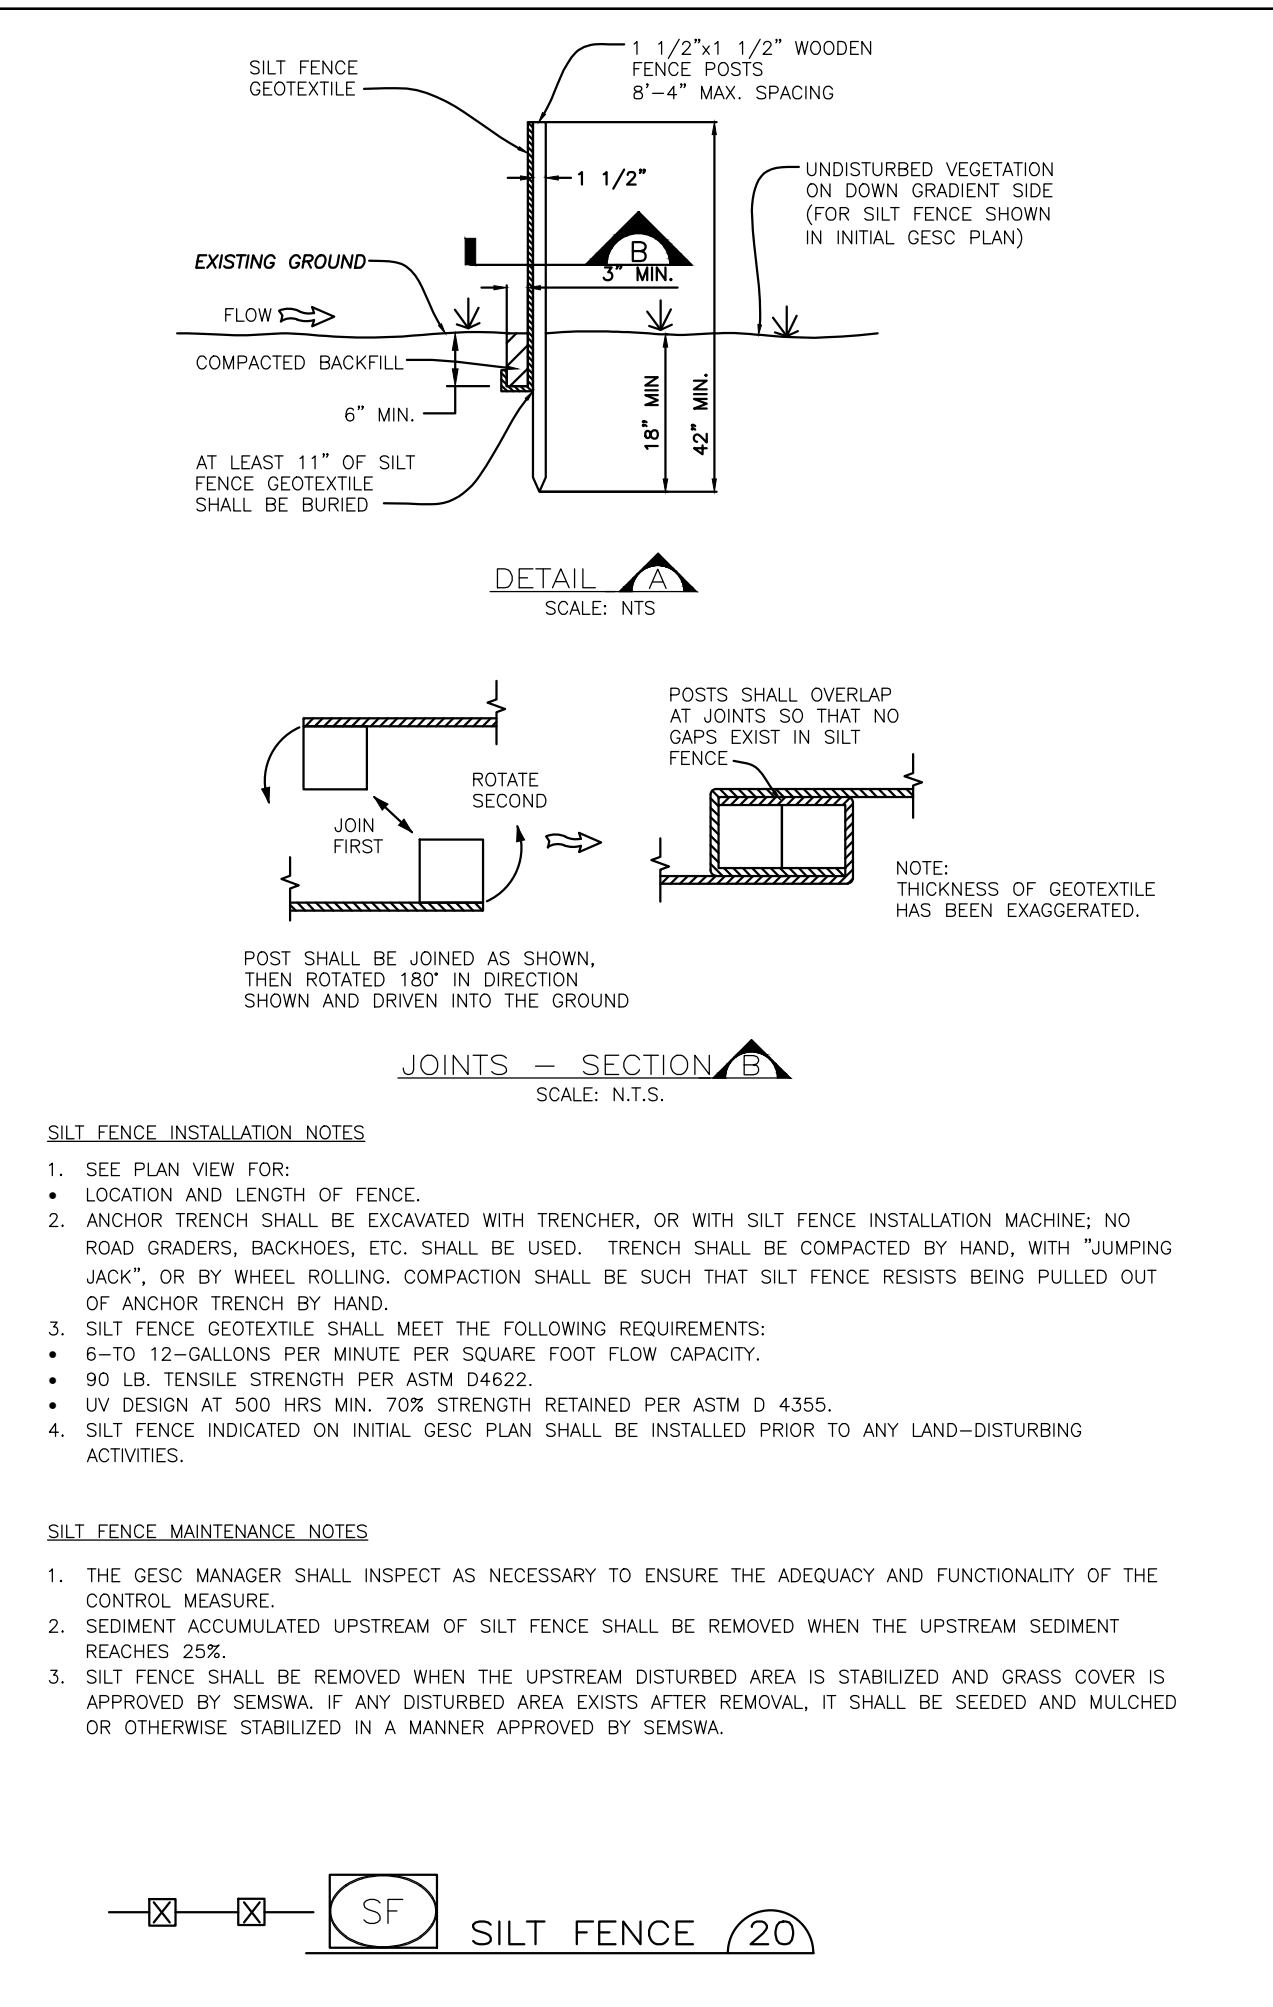 1 1/2"x1 1/2" WOODEN
FENCE POSTS
8'-4" MAX. SPACING
SILT FENCE
GEOTEXTILE
1 1/2"
UNDISTURBED VEGETATION
ON DOWN GRADIENT SIDE
(FOR SILT FENCE SHOWN
IN INITIAL GESC PLAN)
B
EXISTING GROUND
3" MIN.
FLOW
COMPACTED BACKFILL
6" MIN.
18" MIN
42" MIN.
AT LEAST 11" OF SILT
FENCE GEOTEXTILE
SHALL BE BURIED
DETAIL A
SCALE: NTS
POSTS SHALL OVERLAP
AT JOINTS SO THAT NO
GAPS EXIST IN SILT
FENCE
ROTATE
SECOND
JOIN
FIRST
NOTE:
THICKNESS OF GEOTEXTILE
HAS BEEN EXAGGERATED.
POST SHALL BE JOINED AS SHOWN,
THEN ROTATED 180° IN DIRECTION
SHOWN AND DRIVEN INTO THE GROUND
JOINTS - SECTION B
SCALE: N.T.S.
SILT FENCE INSTALLATION NOTES
1. SEE PLAN VIEW FOR:
• LOCATION AND LENGTH OF FENCE.
2. ANCHOR TRENCH SHALL BE EXCAVATED WITH TRENCHER, OR WITH SILT FENCE INSTALLATION MACHINE; NO
ROAD GRADERS, BACKHOES, ETC. SHALL BE USED. TRENCH SHALL BE COMPACTED BY HAND, WITH "JUMPING
JACK", OR BY WHEEL ROLLING. COMPACTION SHALL BE SUCH THAT SILT FENCE RESISTS BEING PULLED OUT
OF ANCHOR TRENCH BY HAND.
3. SILT FENCE GEOTEXTILE SHALL MEET THE FOLLOWING REQUIREMENTS:
• 6-TO 12-GALLONS PER MINUTE PER SQUARE FOOT FLOW CAPACITY.
• 90 LB. TENSILE STRENGTH PER ASTM D4622.
• UV DESIGN AT 500 HRS MIN. 70% STRENGTH RETAINED PER ASTM D 4355.
4. SILT FENCE INDICATED ON INITIAL GESC PLAN SHALL BE INSTALLED PRIOR TO ANY LAND-DISTURBING
ACTIVITIES.
SILT FENCE MAINTENANCE NOTES
1. THE GESC MANAGER SHALL INSPECT AS NECESSARY TO ENSURE THE ADEQUACY AND FUNCTIONALITY OF THE
CONTROL MEASURE.
2. SEDIMENT ACCUMULATED UPSTREAM OF SILT FENCE SHALL BE REMOVED WHEN THE UPSTREAM SEDIMENT
REACHES 25%.
3. SILT FENCE SHALL BE REMOVED WHEN THE UPSTREAM DISTURBED AREA IS STABILIZED AND GRASS COVER IS
APPROVED BY SEMSWA. IF ANY DISTURBED AREA EXISTS AFTER REMOVAL, IT SHALL BE SEEDED AND MULCHED
OR OTHERWISE STABILIZED IN A MANNER APPROVED BY SEMSWA.
X X SF SILT FENCE 20